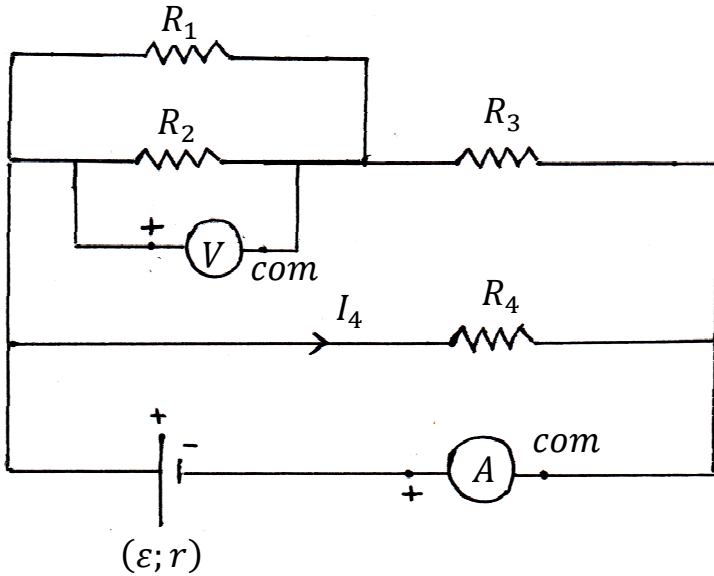 R₁
R₂
R₃
+ V com
I₄
R₄
+ -
+ A com
(ε; r)